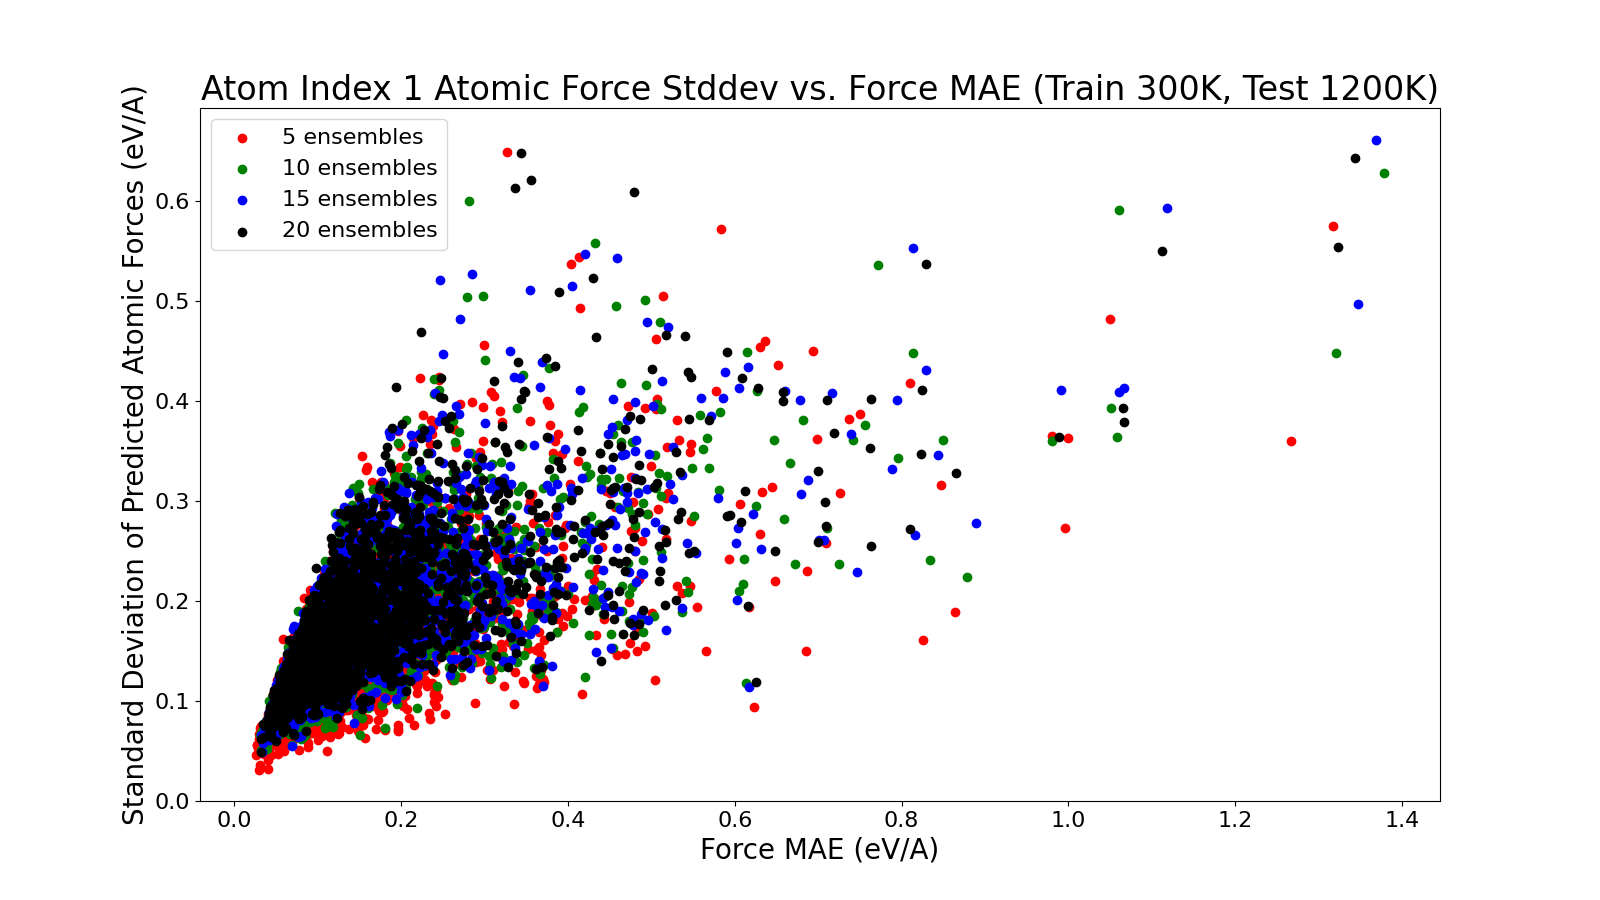 Atom Index 1 Atomic Force Stddev vs. Force MAE (Train 300K, Test 1200K)
5 ensembles
10 ensembles
15 ensembles
20 ensembles
Standard Deviation of Predicted Atomic Forces (eV/A)
0.6
0.5
0.4
0.3
0.2
0.1
0.0
0.0 0.2 0.4 0.6 0.8 1.0 1.2 1.4
Force MAE (eV/A)